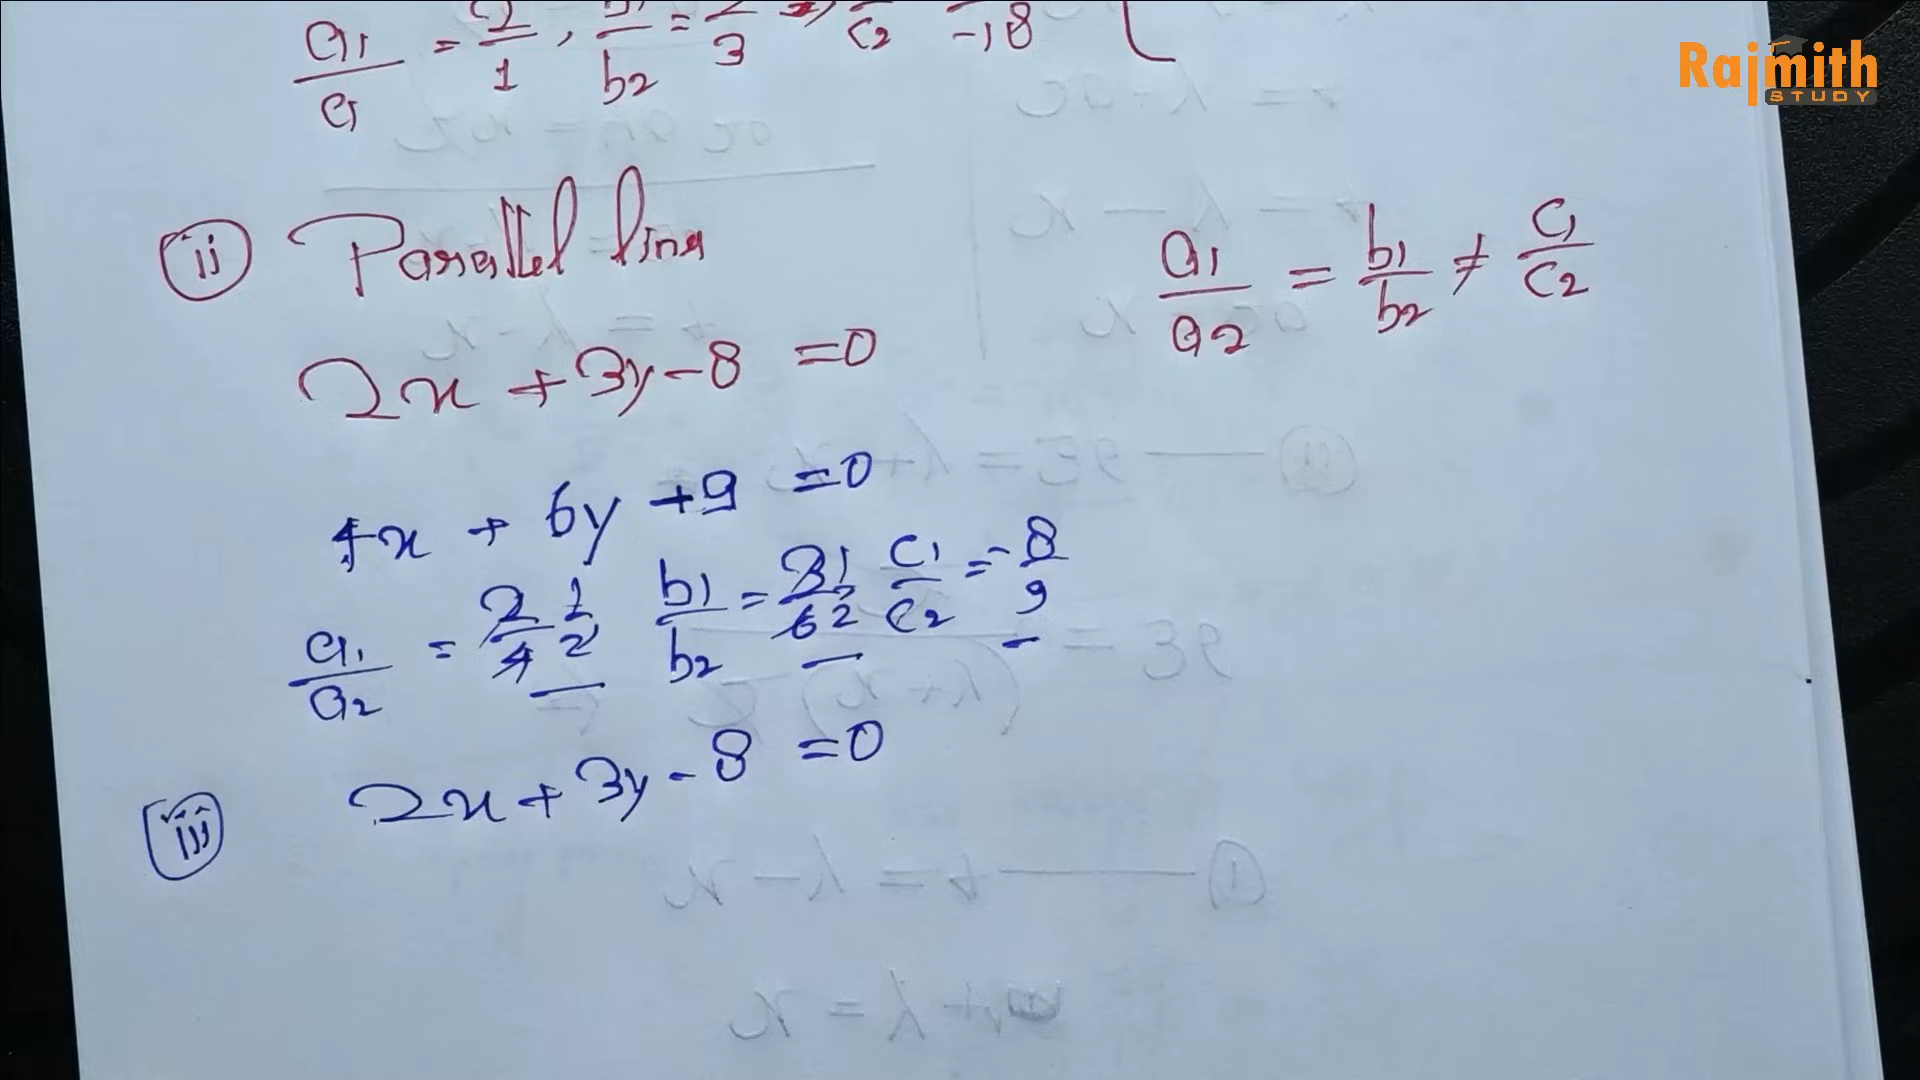 Rajmith
STUDY
a1/a = 2/1 , b1/b2 = 2/3 c2 -18
(ii) Parallel lines
a1/a2 = b1/b2 ≠ c1/c2
2x + 3y - 8 = 0
4x + 6y + 9 = 0
a1/a2 = 2/4 1/2 b1/b2 = 3/6 1/2 c1/c2 = -8/9
(iii) 2x + 3y - 8 = 0